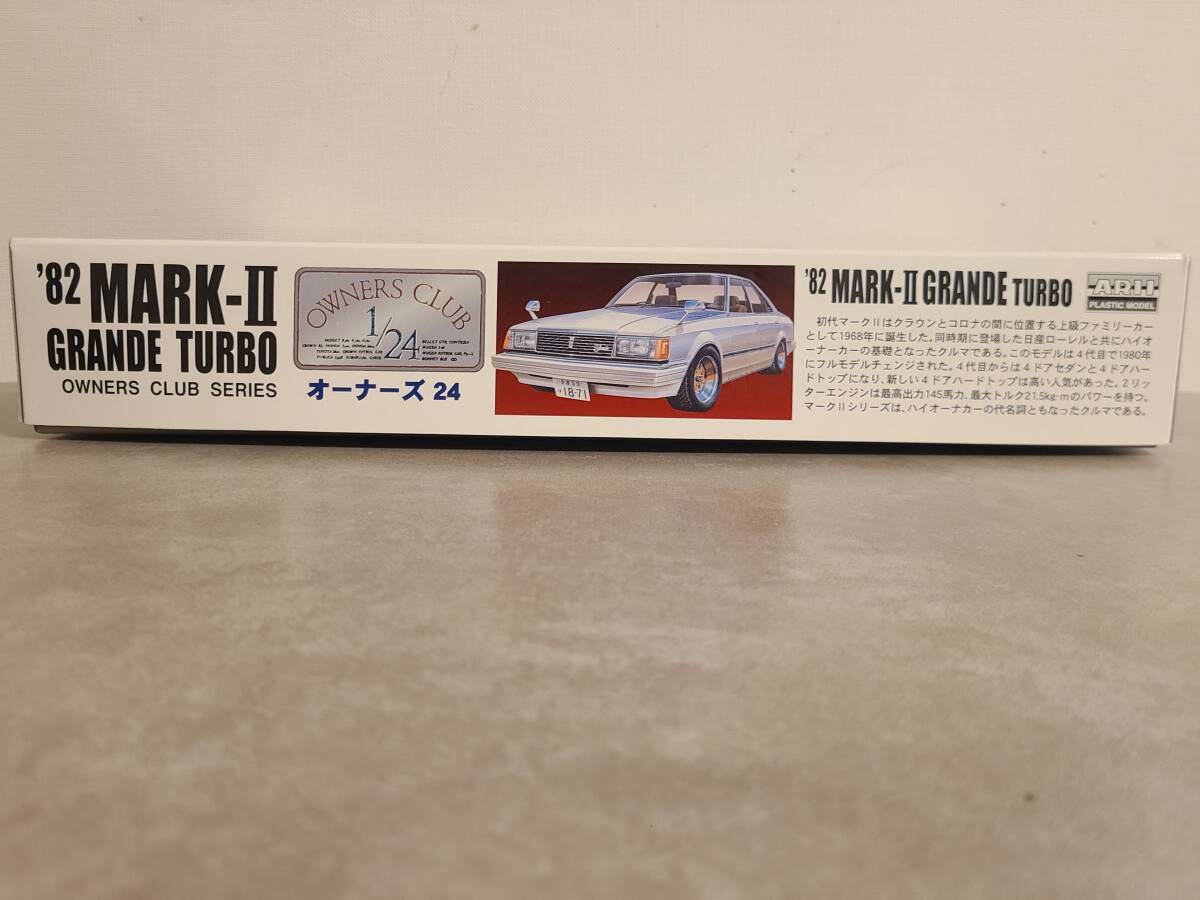 '82 MARK-II
GRANDE TURBO
OWNERS CLUB SERIES
OWNERS CLUB
1/24
オーナーズ 24
18-71
'82 MARK-II GRANDE TURBO
ARII
PLASTIC MODEL
初代マークIIはクラウンとコロナの間に位置する上級ファミリーカー
として1968年に誕生した。同時期に登場した日産ローレルと共にハイオ
ーナーカーの基礎となったクルマである。このモデルは4代目で1980年
にフルモデルチェンジされた。4代目からは4ドアセダンと4ドアハー
ドトップになり、新しい4ドアハードトップは高い人気があった。2リッ
ターエンジンは最高出力145馬力、最大トルク21.5kg-mのパワーを持つ。
マークIIシリーズは、ハイオーナカーの代名詞ともなったクルマである。